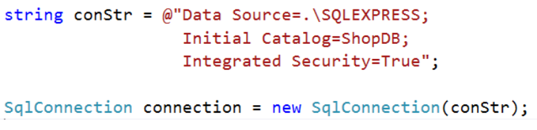 string conStr = @"Data Source=.\SQLEXPRESS;
Initial Catalog=ShopDB;
Integrated Security=True";
SqlConnection connection = new SqlConnection(conStr);